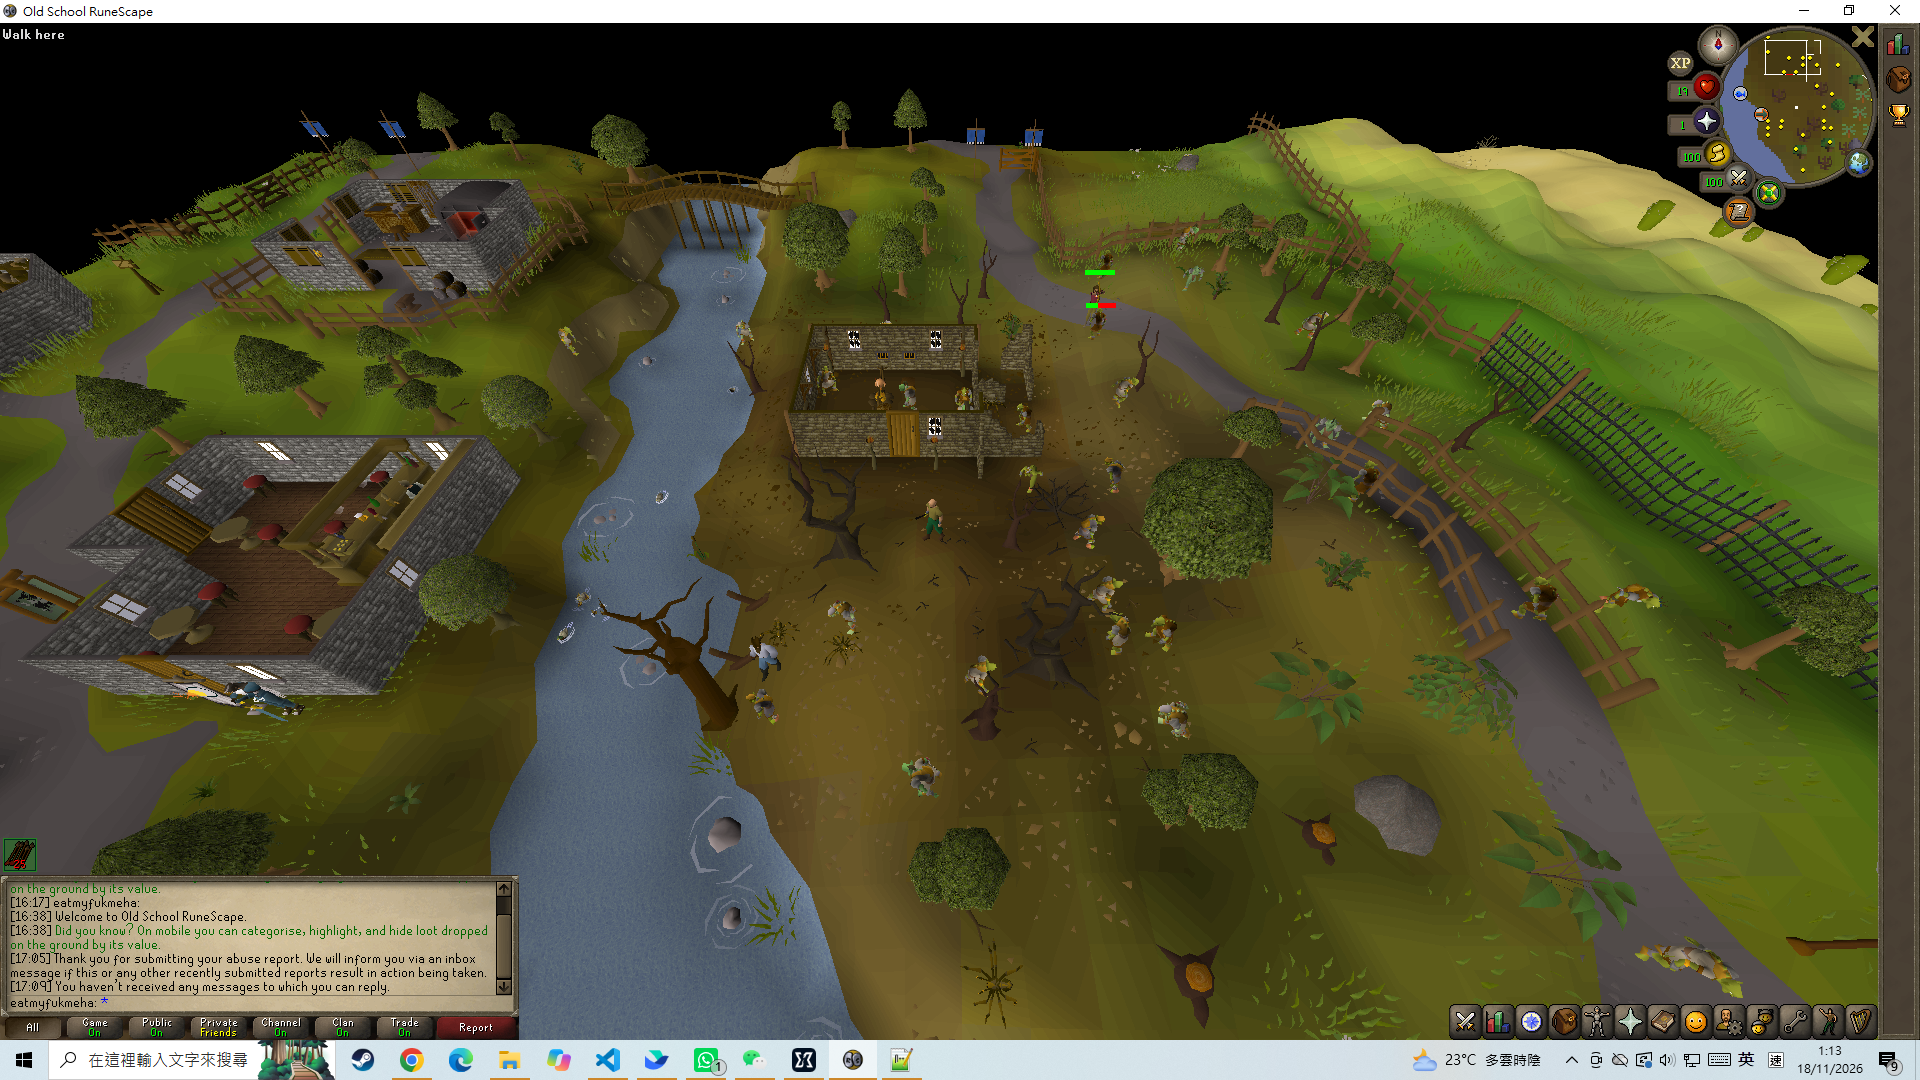 Old School RuneScape
Walk here
N
XP
19
1
100
100
25
on the ground by its value.
[16:17] eatmyfukmeha:
[16:38] Welcome to Old School RuneScape.
[16:38] Did you know? On mobile you can categorise, highlight, and hide loot dropped
on the ground by its value.
[17:05] Thank you for submitting your abuse report. We will inform you via an inbox
message if this or any other recently submitted reports result in action being taken.
[17:09] You haven't received any messages to which you can reply.
eatmyfukmeha: *
All
Game
On
Public
On
Private
Friends
Channel
On
Clan
On
Trade
On
Report
在這裡輸入文字來搜尋
1
23°C 多雲時陰
英
速
1:13
18/11/2026
9